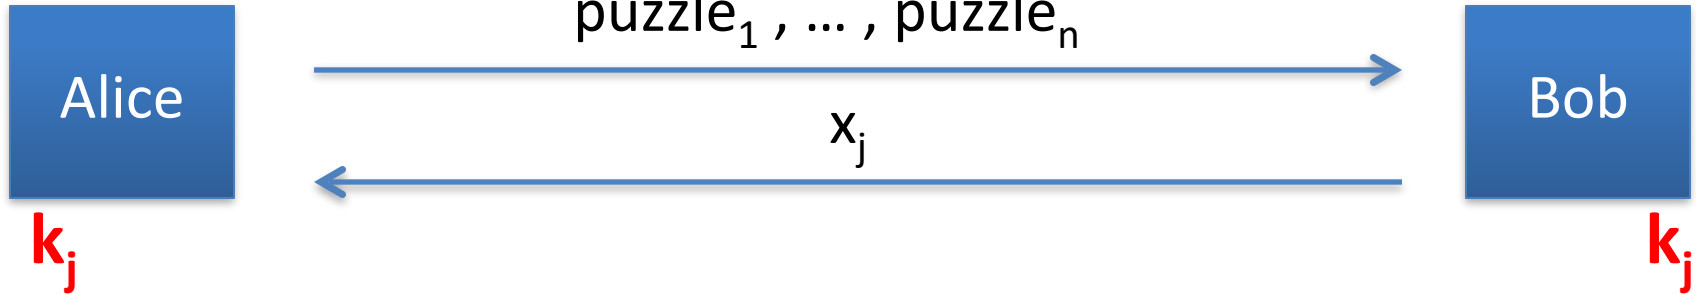 puzzle₁ , … , puzzleₙ
Alice
Bob
xⱼ
kⱼ
kⱼ